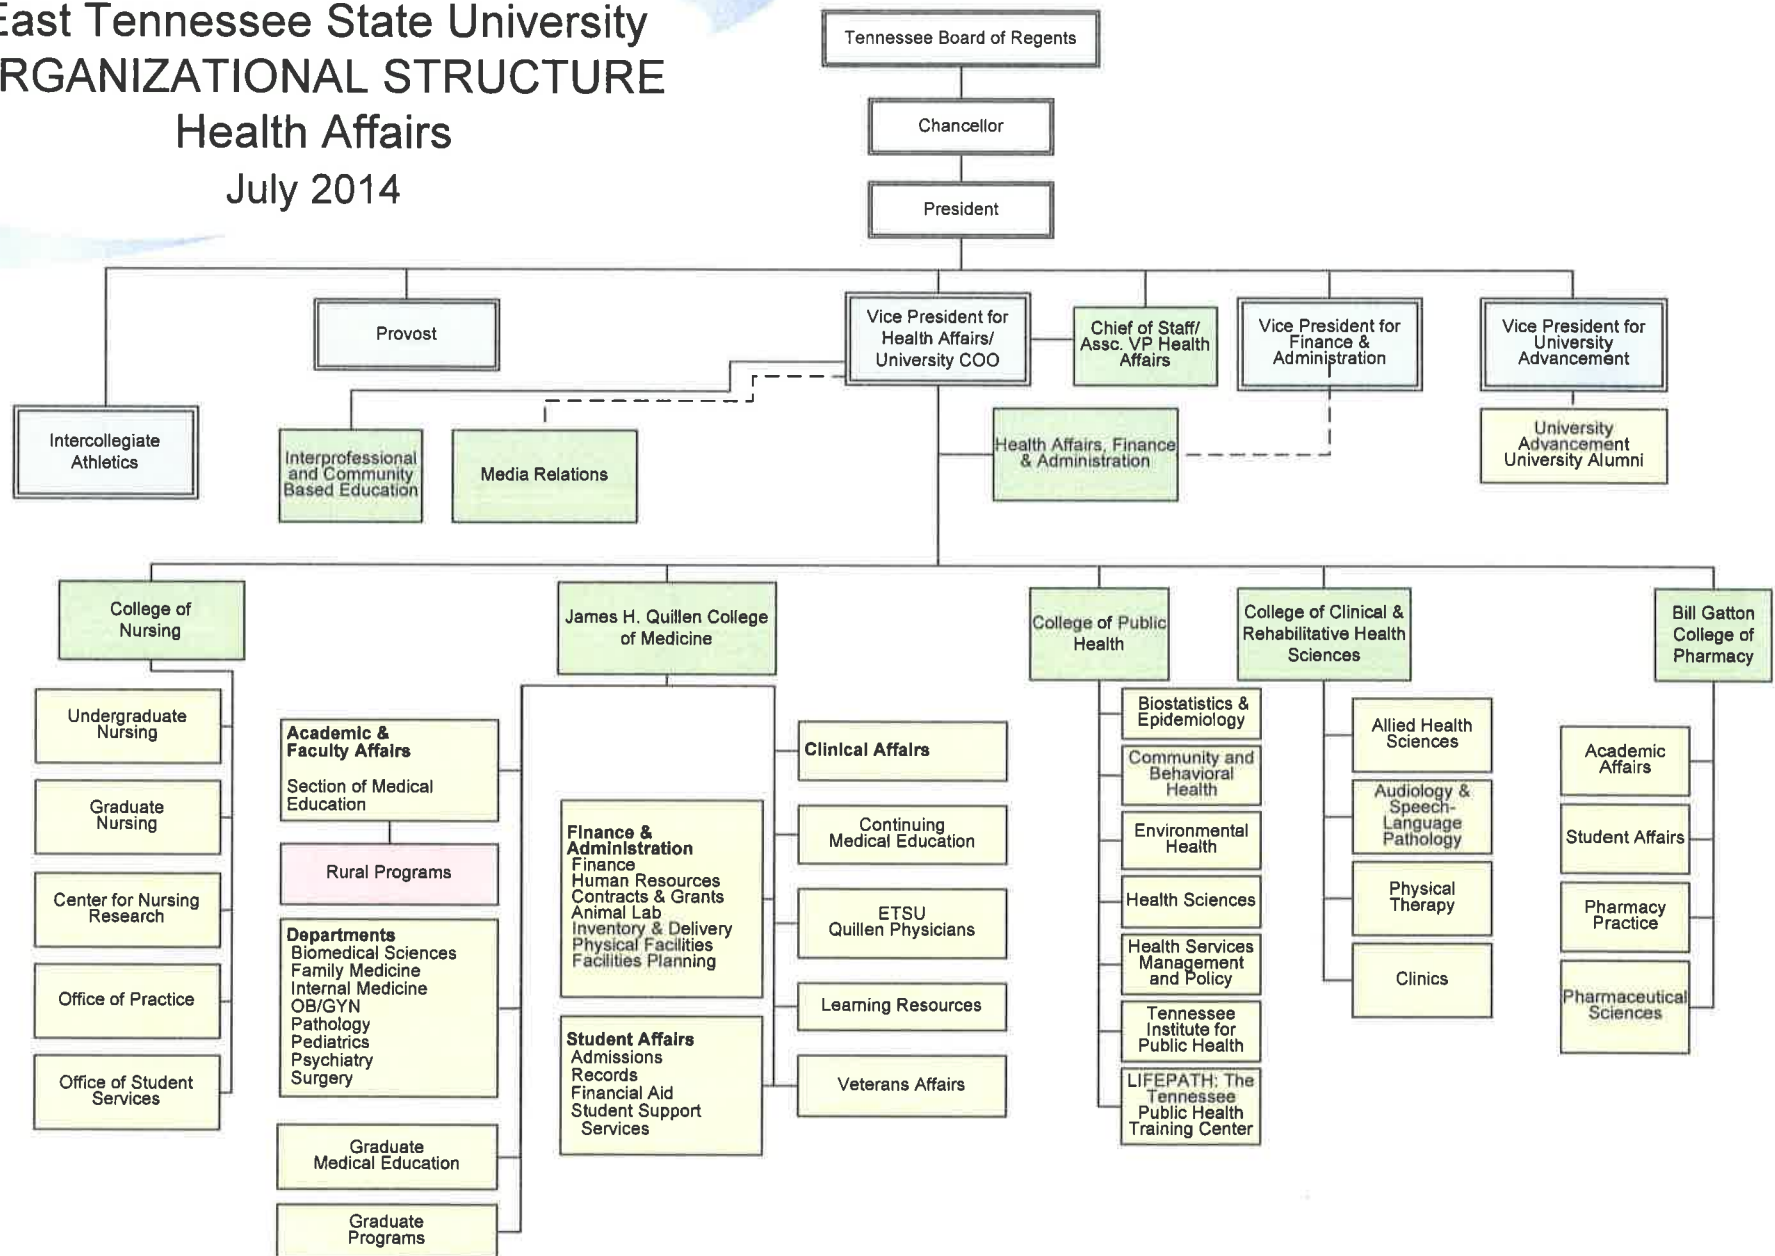 East Tennessee State University
RGANIZATIONAL STRUCTURE
Health Affairs
July 2014
Tennessee Board of Regents
Chancellor
President
Provost
Vice President for
Health Affairs/
University COO
Chief of Staff/
Assc. VP Health
Affairs
Vice President for
Finance &
Administration
Vice President for
University
Advancement
Intercollegiate
Athletics
Interprofessional
and Community
Based Education
Media Relations
Health Affairs, Finance
& Administration
University
Advancement
University Alumni
College of
Nursing
James H. Quillen College
of Medicine
College of Public
Health
College of Clinical &
Rehabilitative Health
Sciences
Bill Gatton
College of
Pharmacy
Undergraduate
Nursing
Graduate
Nursing
Center for Nursing
Research
Office of Practice
Office of Student
Services
Academic &
Faculty Affairs
Section of Medical
Education
Rural Programs
Departments
Biomedical Sciences
Family Medicine
Internal Medicine
OB/GYN
Pathology
Pediatrics
Psychiatry
Surgery
Graduate
Medical Education
Graduate
Programs
Finance &
Administration
Finance
Human Resources
Contracts & Grants
Animal Lab
Inventory & Delivery
Physical Facilities
Facilities Planning
Student Affairs
Admissions
Records
Financial Aid
Student Support
Services
Clinical Affairs
Continuing
Medical Education
ETSU
Quillen Physicians
Learning Resources
Veterans Affairs
Biostatistics &
Epidemiology
Community and
Behavioral
Health
Environmental
Health
Health Sciences
Health Services
Management
and Policy
Tennessee
Institute for
Public Health
LIFEPATH: The
Tennessee
Public Health
Training Center
Allied Health
Sciences
Audiology &
Speech-
Language
Pathology
Physical
Therapy
Clinics
Academic
Affairs
Student Affairs
Pharmacy
Practice
Pharmaceutical
Sciences